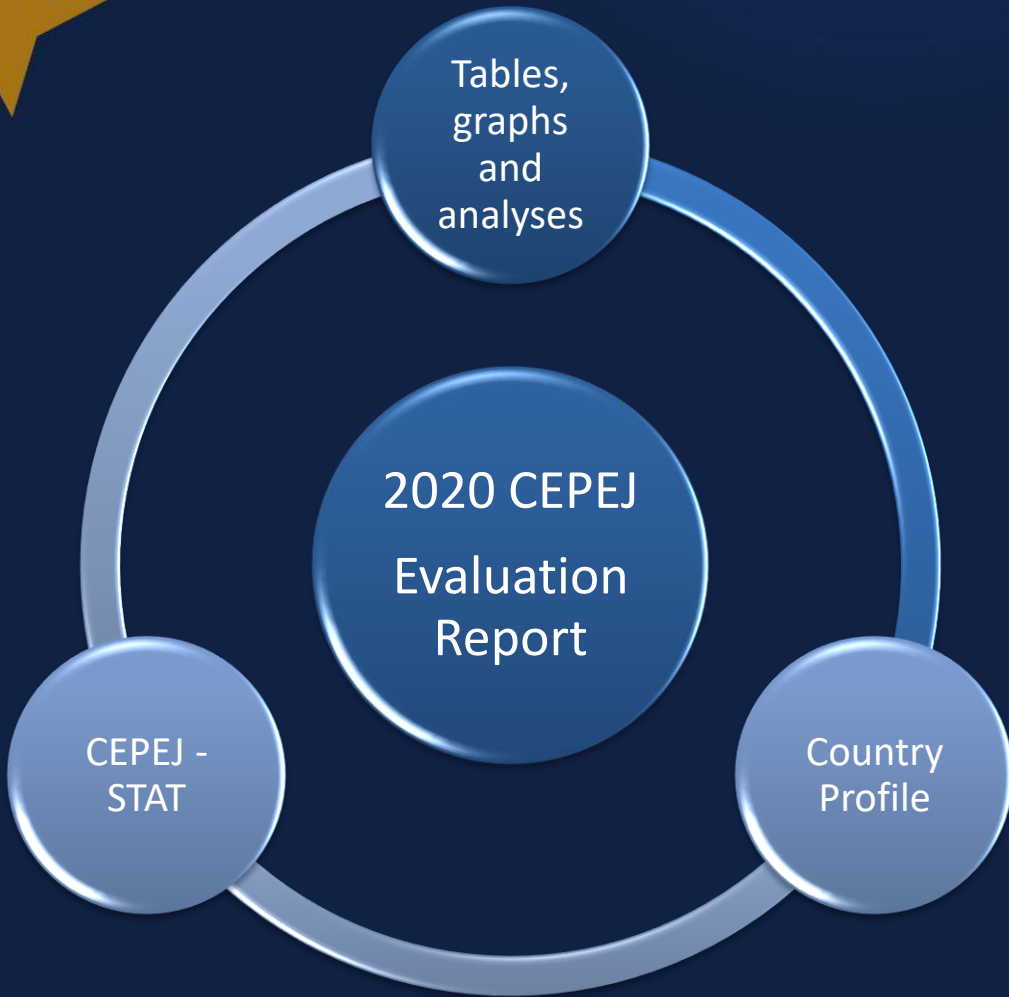 Tables,
graphs
and
analyses
2020 CEPEJ
Evaluation
Report
CEPEJ -
STAT
Country
Profile